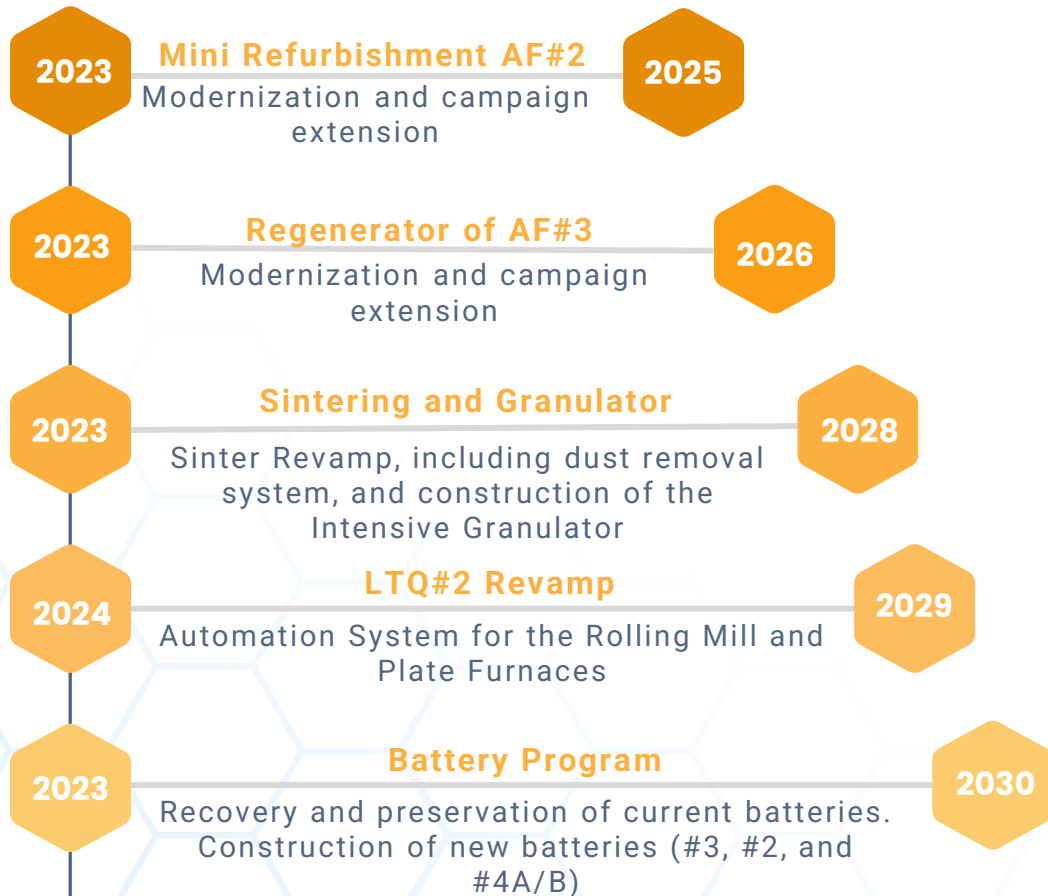 2023
Mini Refurbishment AF#2
2025
Modernization and campaign
extension
2023
Regenerator of AF#3
2026
Modernization and campaign
extension
2023
Sintering and Granulator
2028
Sinter Revamp, including dust removal
system, and construction of the
Intensive Granulator
2024
LTQ#2 Revamp
2029
Automation System for the Rolling Mill and
Plate Furnaces
2023
Battery Program
2030
Recovery and preservation of current batteries.
Construction of new batteries (#3, #2, and
#4A/B)